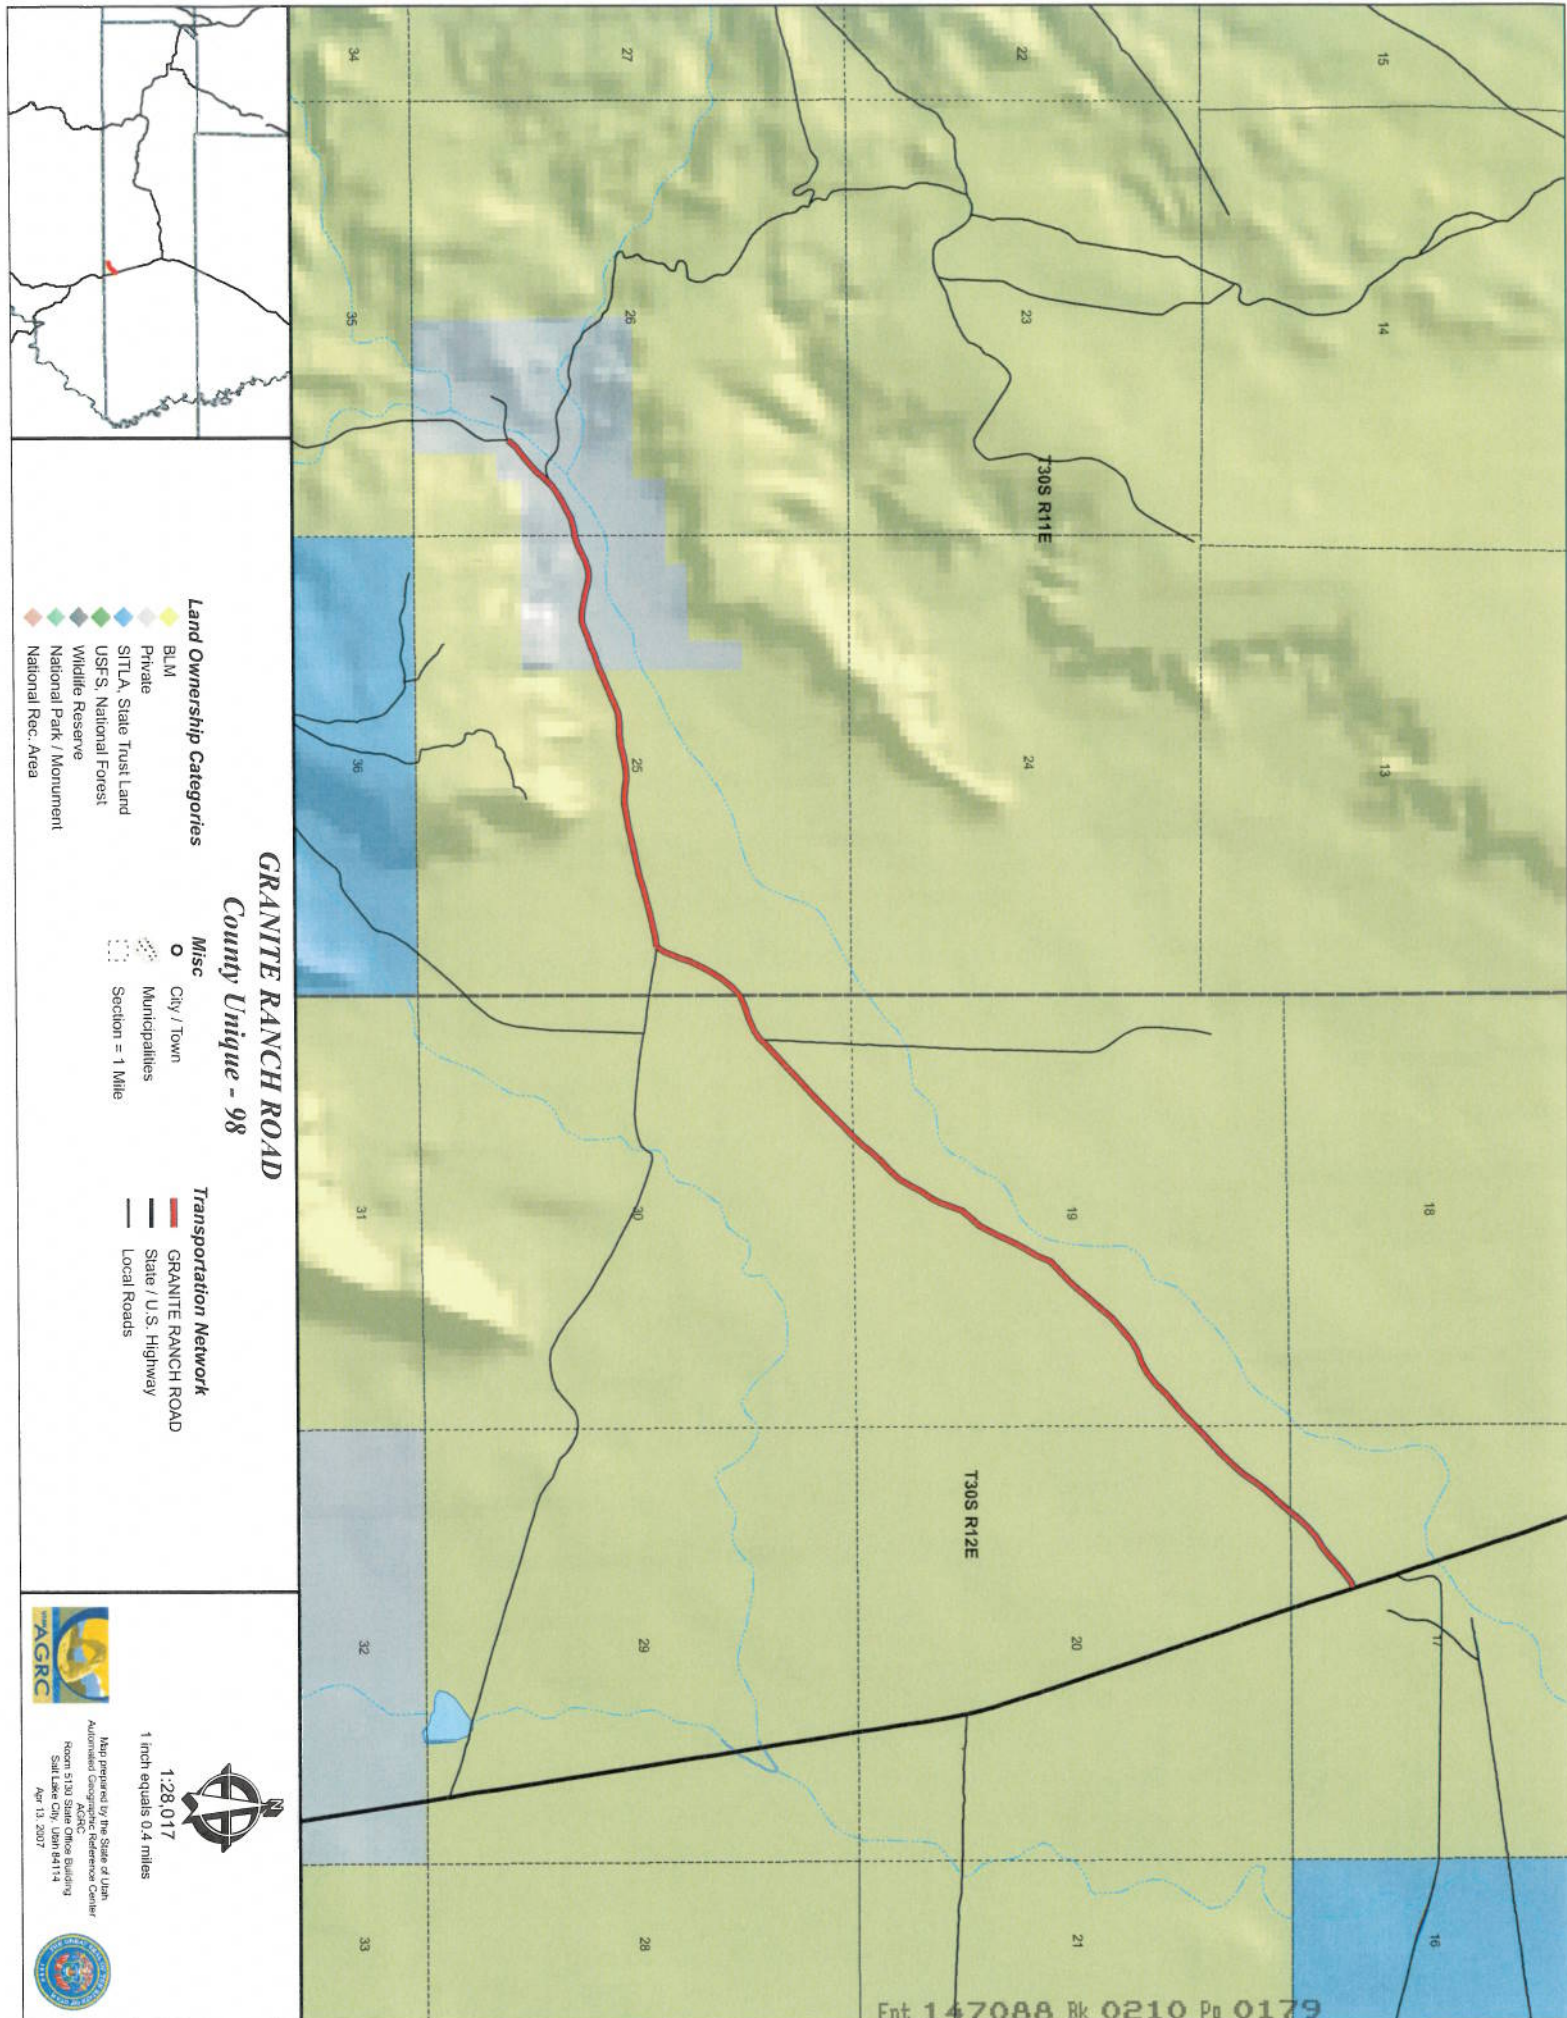 34
27
22
15
35
26
23
14
T30S R11E
36
25
24
13
31
30
19
18
T30S R12E
32
29
20
17
33
28
21
16
Ent 147088 Bk 0210 Pg 0179
GRANITE RANCH ROAD
County Unique - 98
Land Ownership Categories
BLM
Private
SITLA, State Trust Land
USFS, National Forest
Wildlife Reserve
National Park / Monument
National Rec. Area
Misc
City / Town
Municipalities
Section = 1 Mile
Transportation Network
GRANITE RANCH ROAD
State / U.S. Highway
Local Roads
N
1:28,017
1 inch equals 0.4 miles
AGRC
Map prepared by the State of Utah
Automated Geographic Reference Center
AGRC
Room 5130 State Office Building
Salt Lake City, Utah 84114
Apr 13, 2007